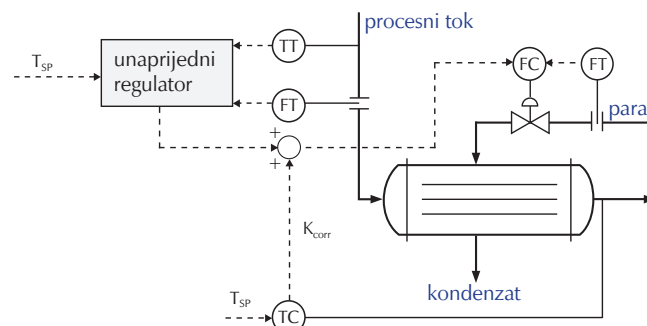 procesni tok
T_SP
unaprijedni
regulator
TT
FT
FC
FT
para
+
+
K_corr
kondenzat
T_SP
TC